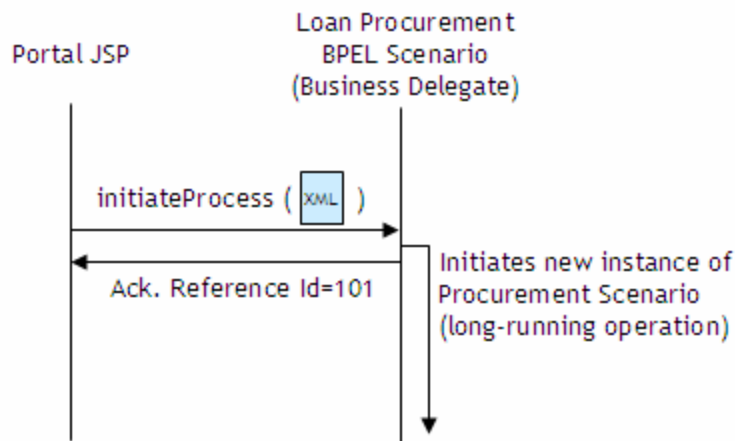 Loan Procurement
Portal JSP
BPEL Scenario
(Business Delegate)
initiateProcess ( XML )
Ack. Reference Id=101
Initiates new instance of
Procurement Scenario
(long-running operation)